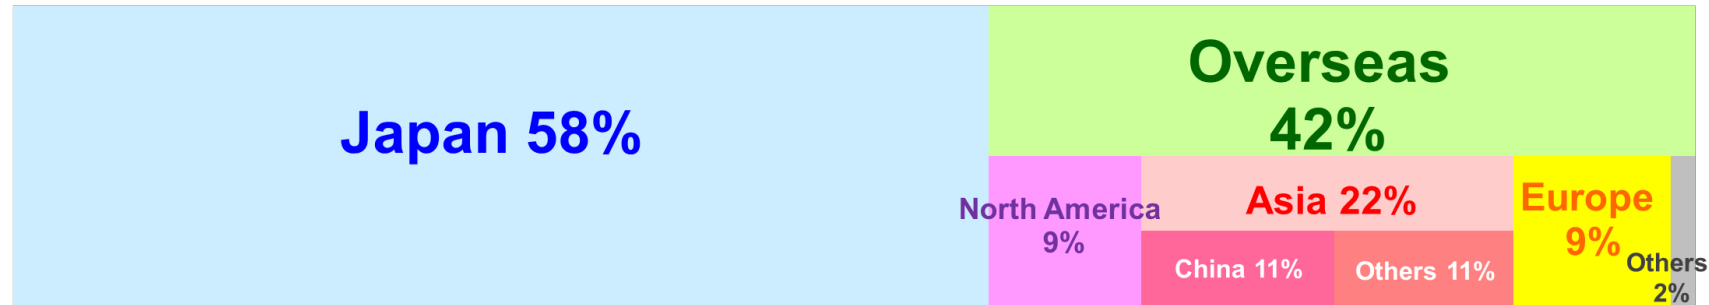 Japan 58%
Overseas
42%
North America
9%
Asia 22%
China 11%
Others 11%
Europe
9%
Others
2%